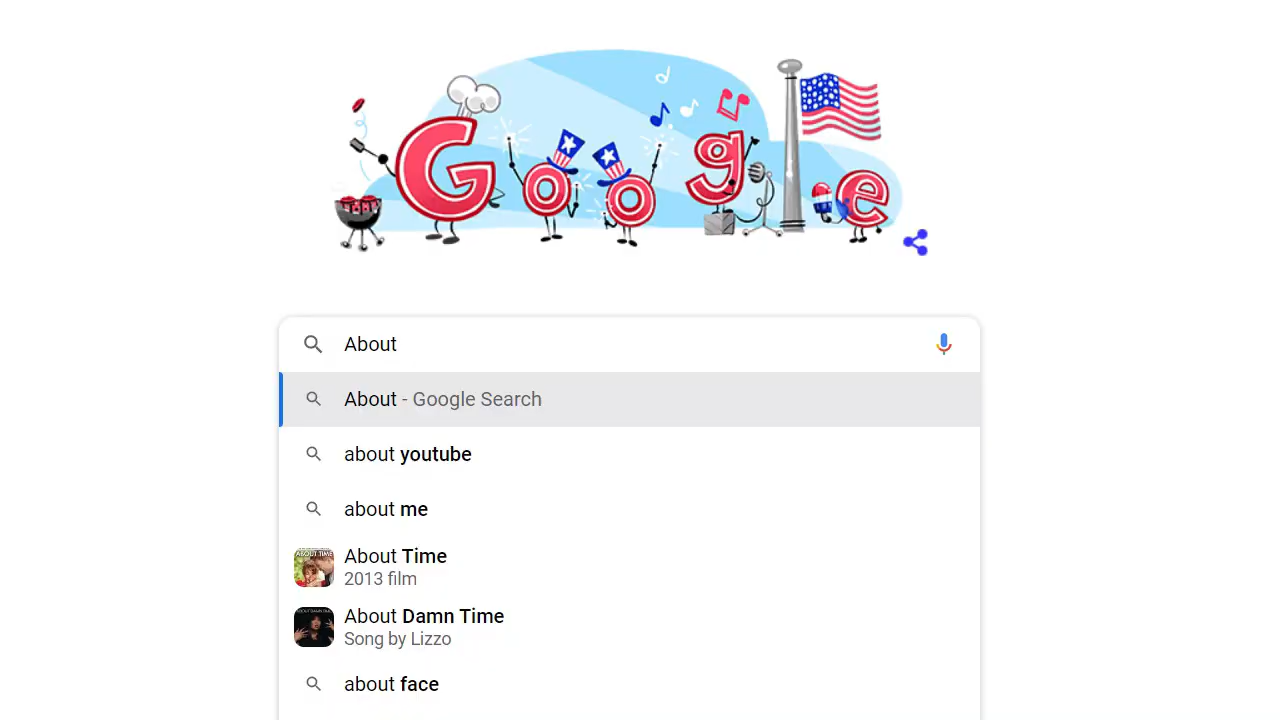 Google
About
About - Google Search
about youtube
about me
About Time
2013 film
About Damn Time
Song by Lizzo
about face